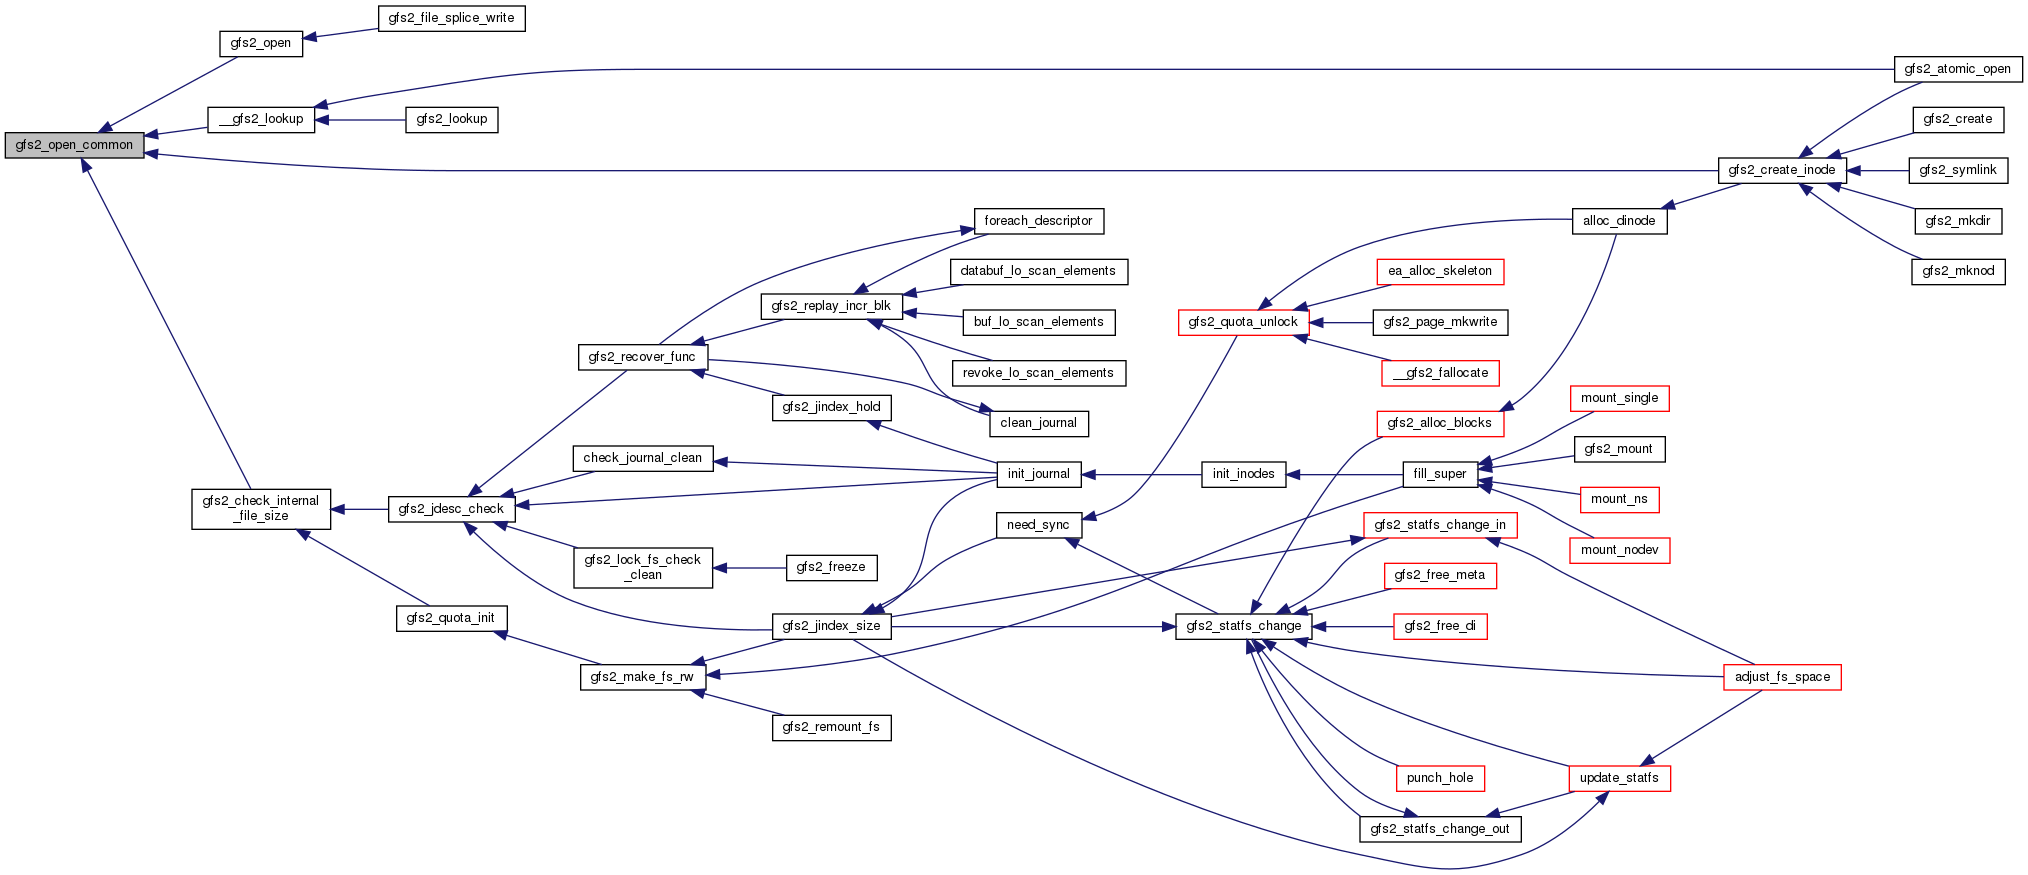 gfs2_file_splice_write
gfs2_open
gfs2_atomic_open
__gfs2_lookup
gfs2_lookup
gfs2_create
gfs2_open_common
gfs2_create_inode
gfs2_symlink
foreach_descriptor
alloc_dinode
gfs2_mkdir
databuf_lo_scan_elements
ea_alloc_skeleton
gfs2_mknod
gfs2_replay_incr_blk
buf_lo_scan_elements
gfs2_quota_unlock
gfs2_page_mkwrite
gfs2_recover_func
revoke_lo_scan_elements
__gfs2_fallocate
gfs2_jindex_hold
mount_single
clean_journal
gfs2_alloc_blocks
check_journal_clean
gfs2_mount
init_journal
init_inodes
fill_super
gfs2_check_internal
_file_size
gfs2_jdesc_check
mount_ns
need_sync
gfs2_statfs_change_in
mount_nodev
gfs2_lock_fs_check
_clean
gfs2_freeze
gfs2_free_meta
gfs2_quota_init
gfs2_jindex_size
gfs2_statfs_change
gfs2_free_di
gfs2_make_fs_rw
adjust_fs_space
gfs2_remount_fs
punch_hole
update_statfs
gfs2_statfs_change_out